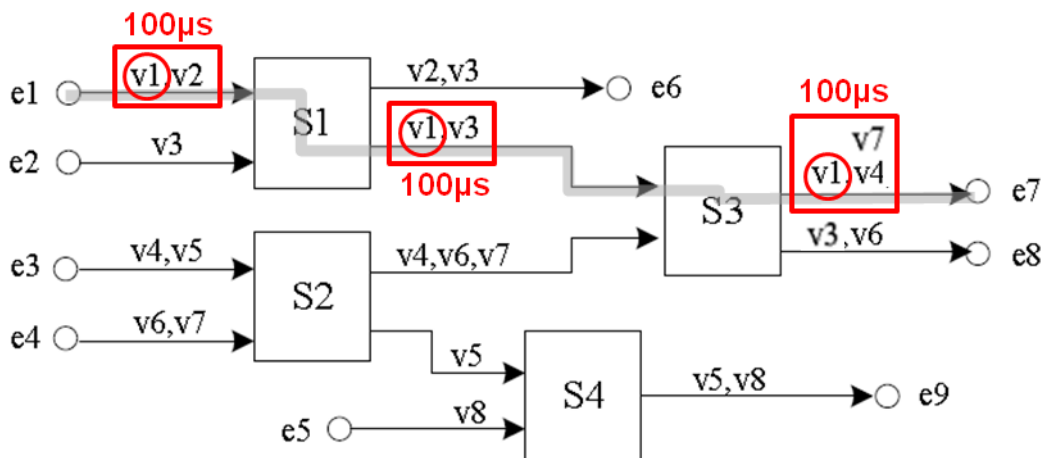 100µs
v1,v2
e1
S1
v2,v3
e6
e2
v3
v1,v3
100µs
100µs
v7
v1,v4
e7
S3
v3,v6
e8
e3
v4,v5
S2
v4,v6,v7
e4
v6,v7
v5
S4
v5,v8
e9
e5
v8